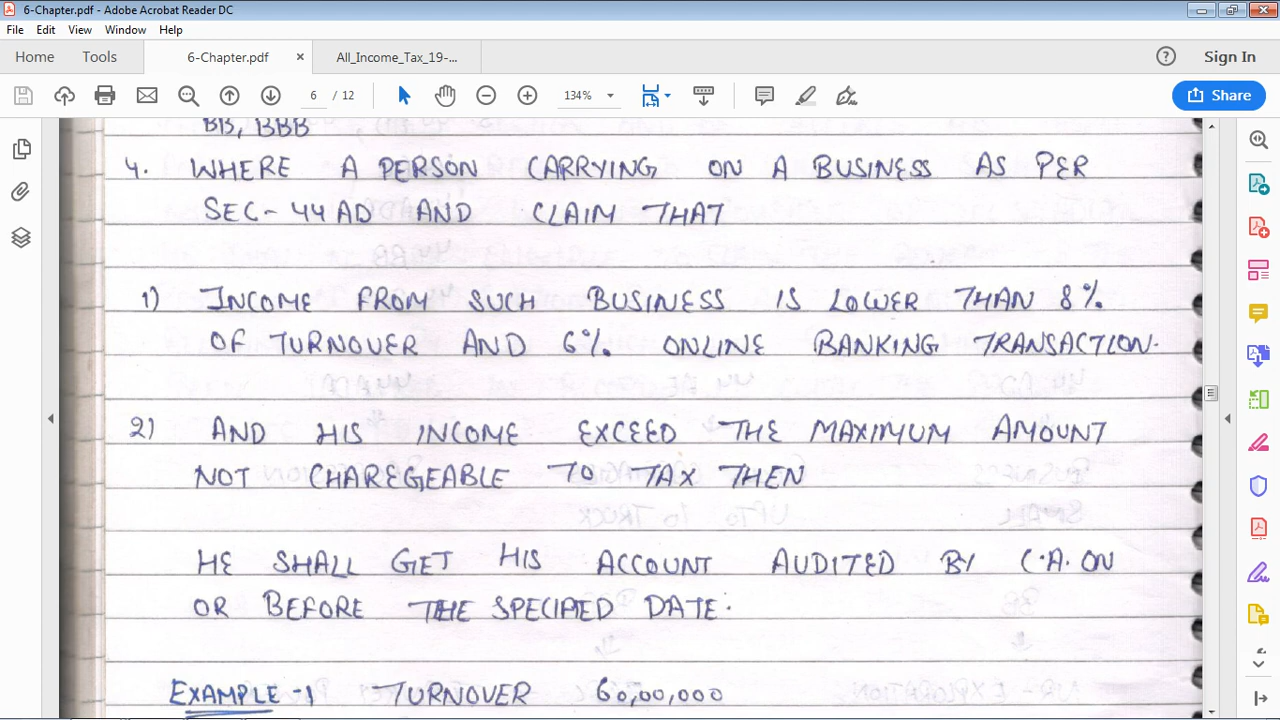 6-Chapter.pdf - Adobe Acrobat Reader DC
File Edit View Window Help
Home Tools 6-Chapter.pdf × All_Income_Tax_19-... Sign In
6 / 12 134% Share
BB, BBB
4. WHERE A PERSON CARRYING ON A BUSINESS AS PER
SEC-44AD AND CLAIM THAT
1) INCOME FROM SUCH BUSINESS IS LOWER THAN 8%
OF TURNOVER AND 6% ONLINE BANKING TRANSACTION.
2) AND HIS INCOME EXCEED THE MAXIMUM AMOUNT
NOT CHAREGEABLE TO TAX THEN
HE SHALL GET HIS ACCOUNT AUDITED BY C.A. ON
OR BEFORE THE SPECIFIED DATE.
EXAMPLE-1 TURNOVER 60,00,000